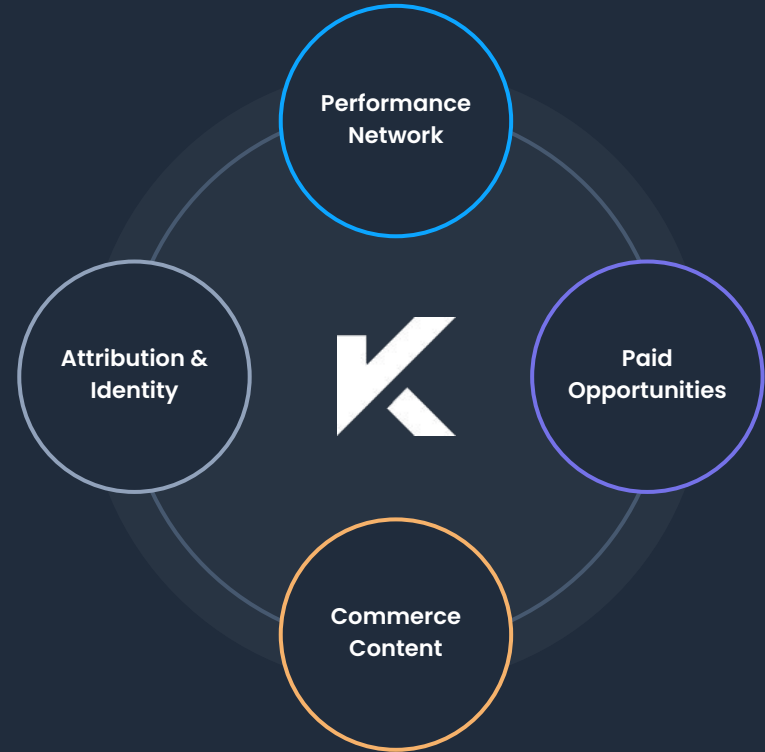 Performance
Network
Attribution &
Identity
Paid
Opportunities
Commerce
Content